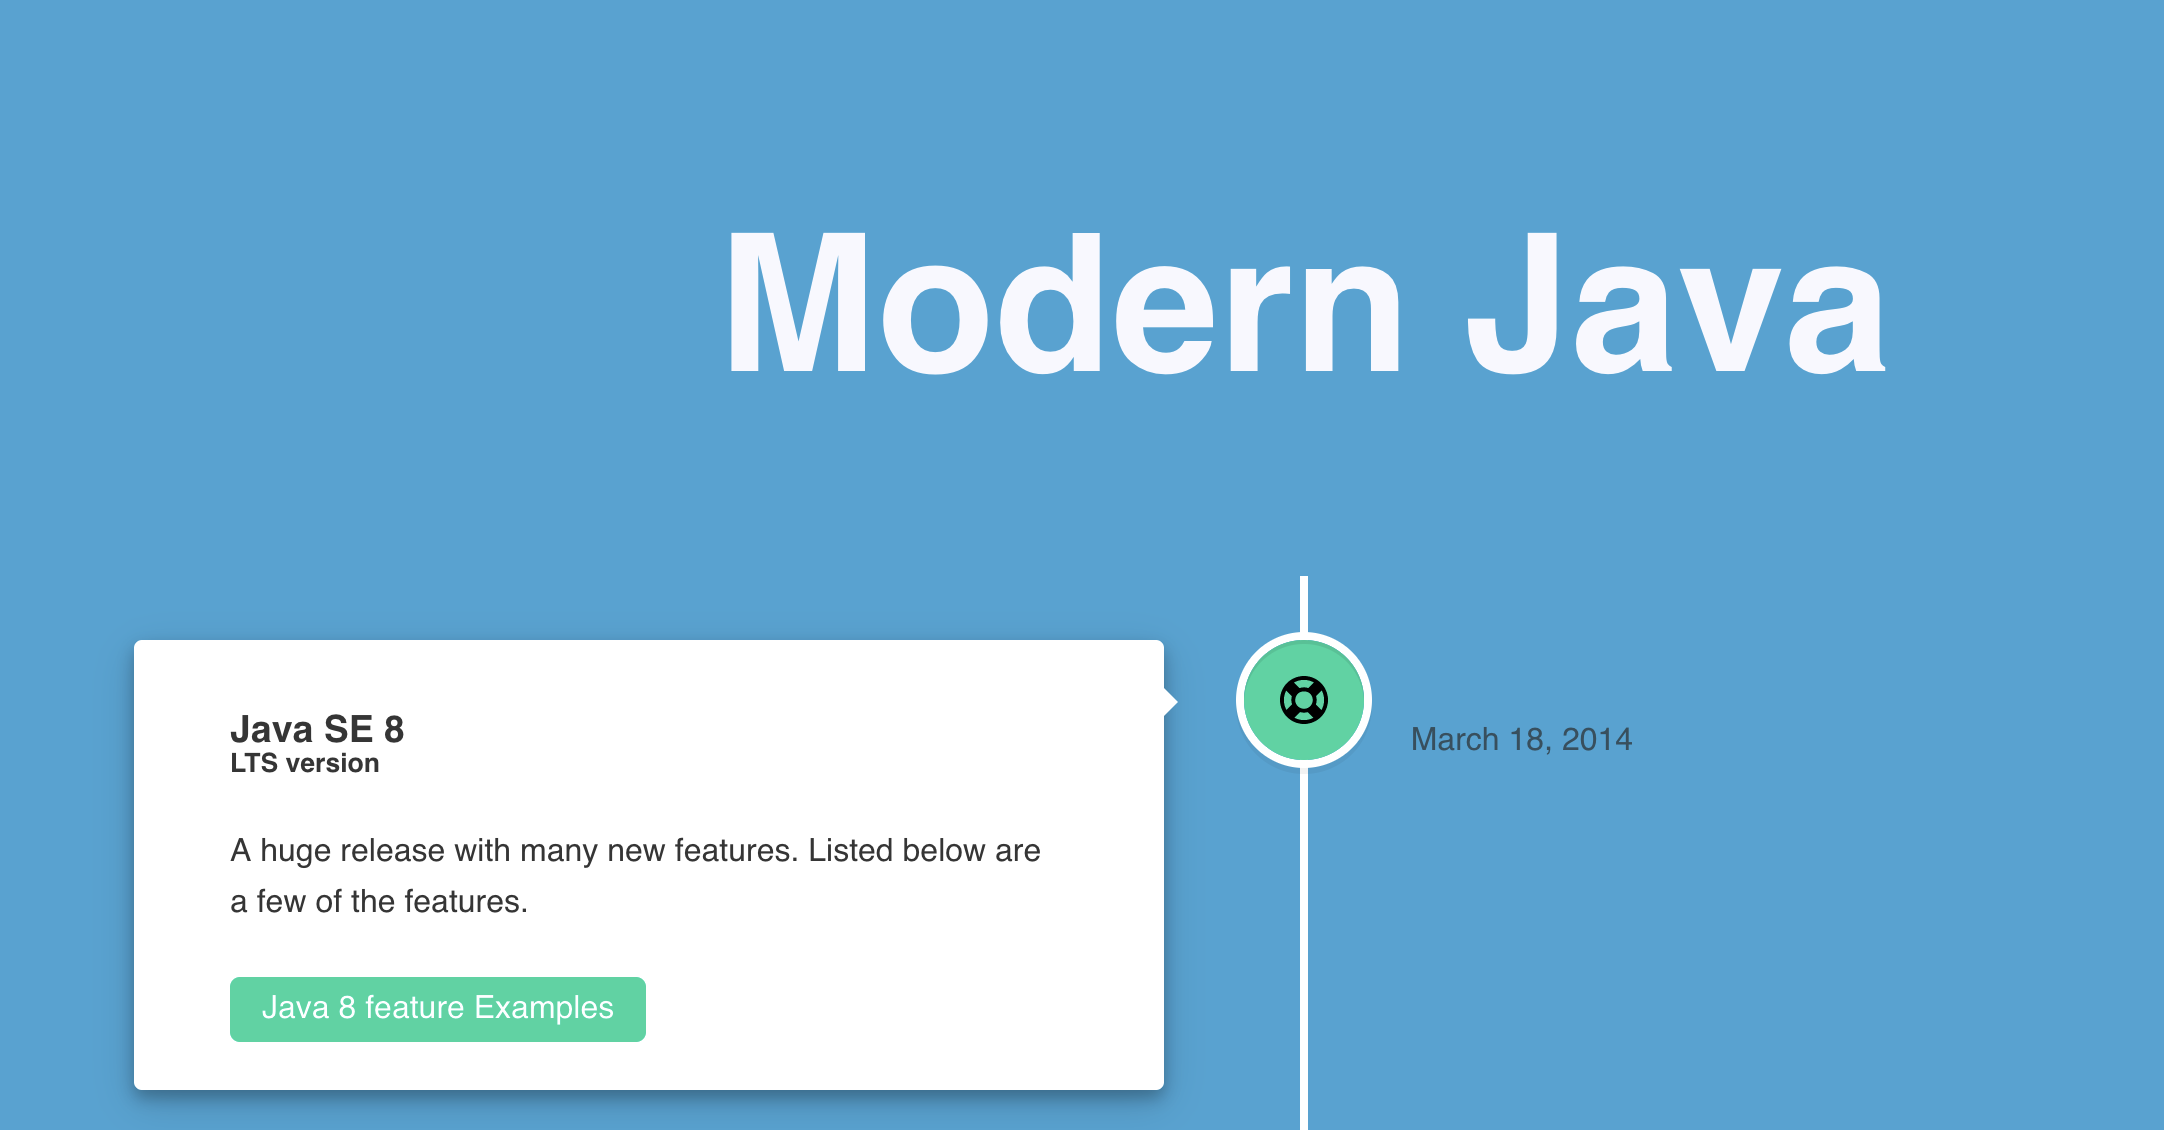 Modern Java
Java SE 8
LTS version
March 18, 2014
A huge release with many new features. Listed below are
a few of the features.
Java 8 feature Examples